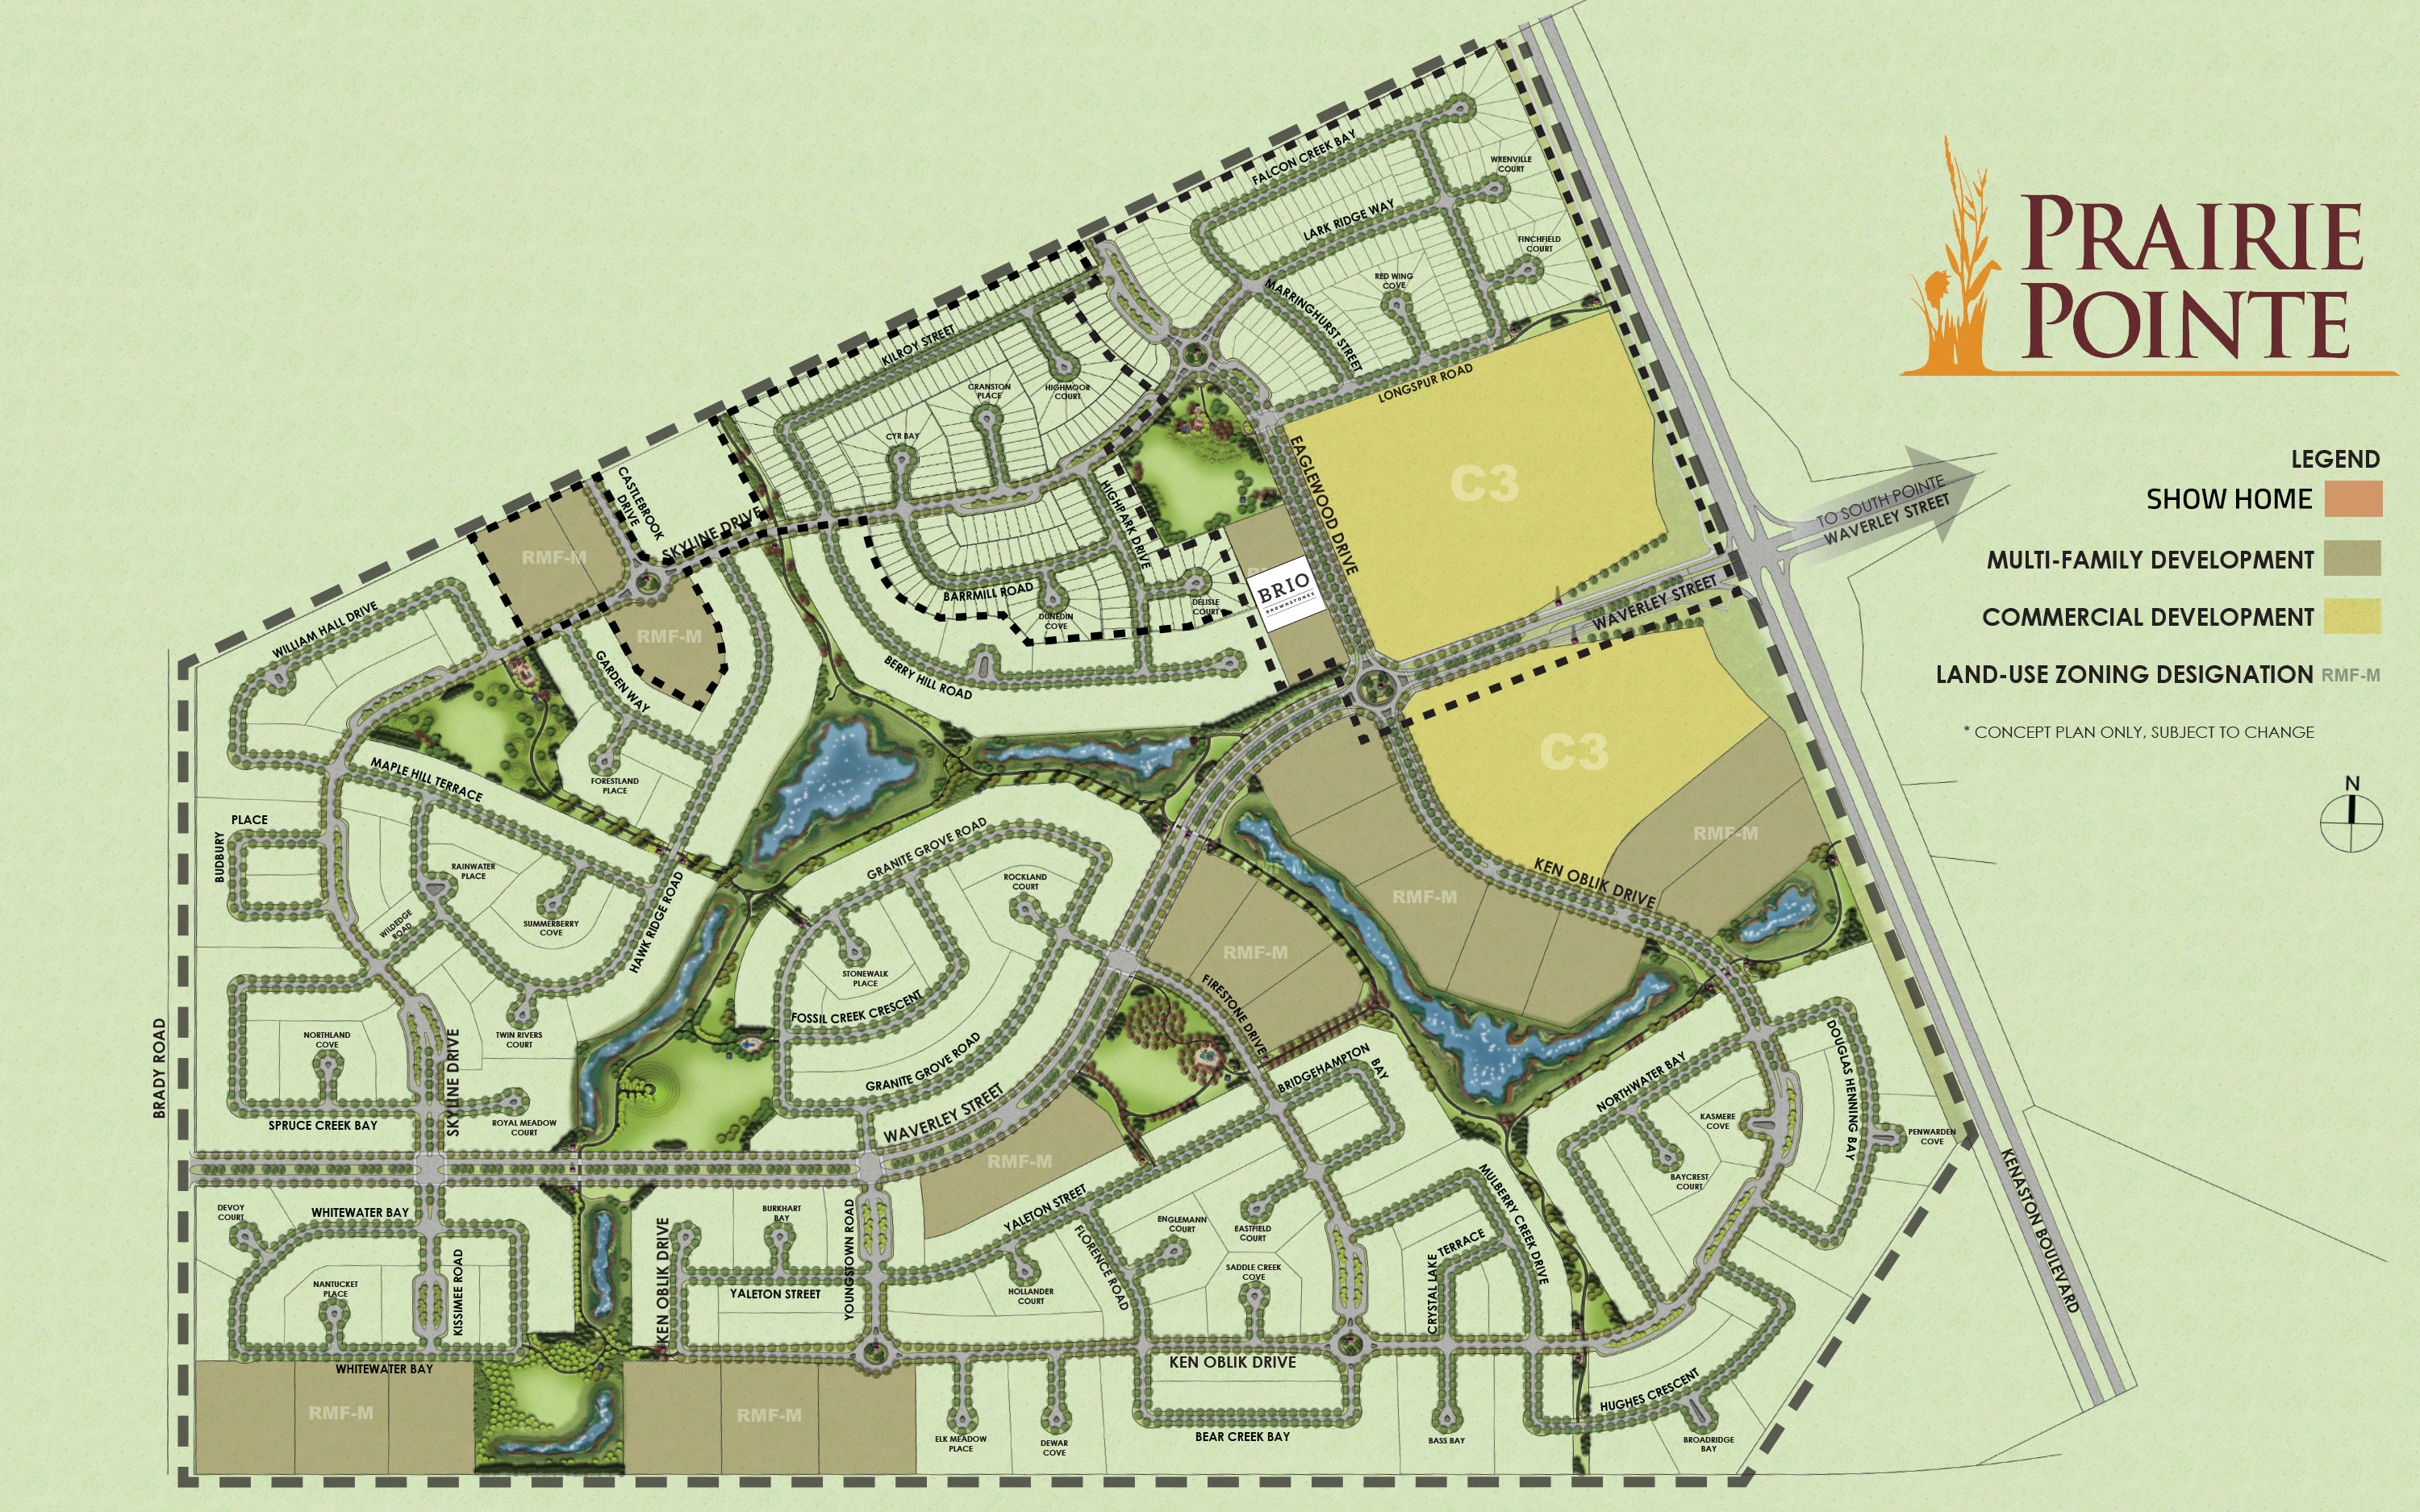 PRAIRIE
POINTE
LEGEND
SHOW HOME
MULTI-FAMILY DEVELOPMENT
COMMERCIAL DEVELOPMENT
LAND-USE ZONING DESIGNATION RMF-M
* CONCEPT PLAN ONLY, SUBJECT TO CHANGE
N
TO SOUTH POINTE
WAVERLEY STREET
FALCON CREEK BAY
WRENVILLE
COURT
LARK RIDGE WAY
FINCHFIELD
COURT
RED WING
COVE
MARRINGHURST STREET
LONGSPUR ROAD
KILROY STREET
CRANSTON
PLACE
HIGHMOOR
COURT
CYR BAY
C3
EAGLEWOOD DRIVE
HIGHPARK DRIVE
CASTLEBROOK
DRIVE
SKYLINE DRIVE
RMF-M
BARRMILL ROAD
DUNEDIN
COVE
DELISLE
COURT
BRIO
BROWNSTONES
WAVERLEY STREET
WILLIAM HALL DRIVE
RMF-M
GARDEN WAY
BERRY HILL ROAD
C3
FORESTLAND
PLACE
MAPLE HILL TERRACE
BUDBURY
PLACE
RAINWATER
PLACE
WILDEDGE
ROAD
SUMMERBERRY
COVE
HAWK RIDGE ROAD
GRANITE GROVE ROAD
ROCKLAND
COURT
STONEWALK
PLACE
FOSSIL CREEK CRESCENT
RMF-M
KEN OBLIK DRIVE
RMF-M
RMF-M
FIRESTONE DRIVE
NORTHLAND
COVE
TWIN RIVERS
COURT
SKYLINE DRIVE
BRADY ROAD
SPRUCE CREEK BAY
ROYAL MEADOW
COURT
GRANITE GROVE ROAD
WAVERLEY STREET
BRIDGEHAMPTON
BAY
NORTHWATER BAY
DOUGLAS HENNING BAY
KASMERE
COVE
PENWARDEN
COVE
BAYCREST
COURT
KENASTON BOULEVARD
RMF-M
DEVOY
COURT
WHITEWATER BAY
NANTUCKET
PLACE
KISSIMEE ROAD
WHITEWATER BAY
KEN OBLIK DRIVE
BURKHART
BAY
YALETON STREET
YOUNGSTOWN ROAD
YALETON STREET
HOLLANDER
COURT
FLORENCE ROAD
ENGLEMANN
COURT
EASTFIELD
COURT
SADDLE CREEK
COVE
CRYSTAL LAKE
TERRACE
MULBERRY CREEK DRIVE
KEN OBLIK DRIVE
RMF-M
RMF-M
ELK MEADOW
PLACE
DEWAR
COVE
BEAR CREEK BAY
BASS BAY
HUGHES CRESCENT
BROADRIDGE
BAY